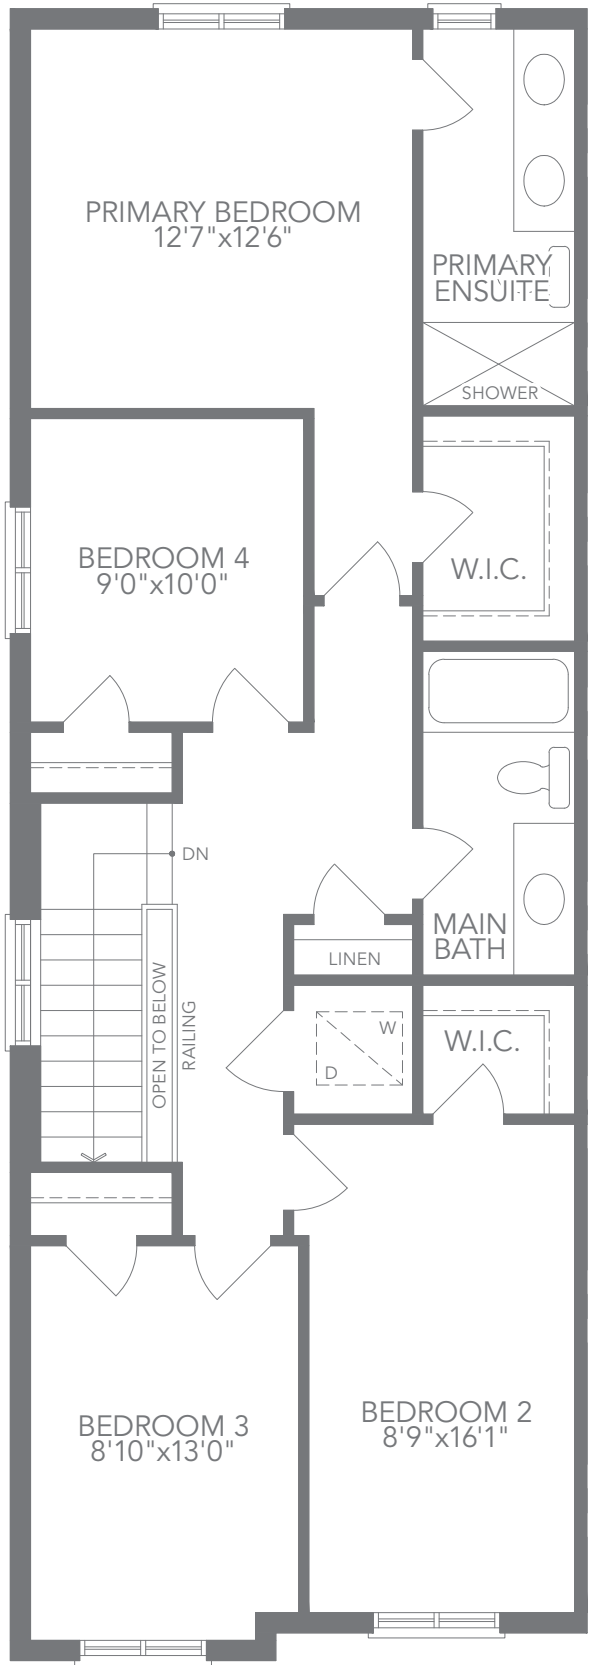 PRIMARY BEDROOM
12'7"x12'6"
PRIMARY
ENSUITE
SHOWER
BEDROOM 4
9'0"x10'0"
W.I.C.
DN
MAIN
BATH
LINEN
OPEN TO BELOW
RAILING
W
D
W.I.C.
BEDROOM 3
8'10"x13'0"
BEDROOM 2
8'9"x16'1"